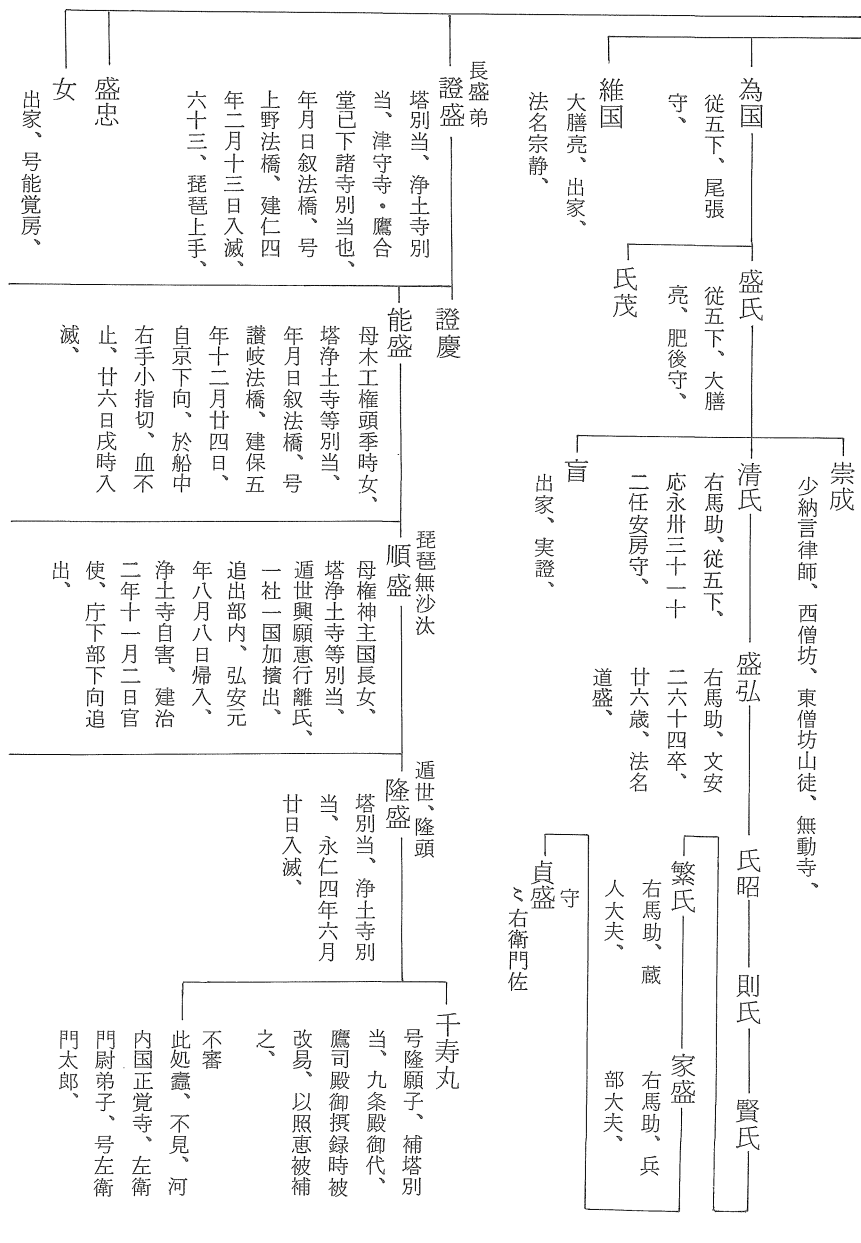 為国
従五下、尾張
守、
維国
大膳亮、出家、
法名宗静、
長盛弟
證盛
塔別当、浄土寺別
当、津守寺・鷹合
堂已下諸寺別当也、
年月日叙法橋、号
上野法橋、建仁四
年二月十三日入滅、
六十三、琵琶上手、
盛忠
女
出家、号能覚房、
盛氏
従五下、大膳
亮、肥後守、
氏茂
證慶
能盛
母木工権頭季時女、
塔浄土寺等別当、
年月日叙法橋、号
讃岐法橋、建保五
年十二月廿四日、
自京下向、於船中
右手小指切、血不
止、廿六日戌時入
滅、
崇成
少納言律師、西僧坊、東僧坊山徒、無動寺、
清氏
右馬助、従五下、
応永卅三十一十
二任安房守、
盲
出家、実證、
琵琶無沙汰
順盛
母権神主国長女、
塔浄土寺等別当、
遁世興願恵行離氏、
一社一国加擯出、
追出部内、弘安元
年八月八日帰入、
浄土寺自害、建治
二年十一月二日官
使、庁下部下向追
出、
盛弘
右馬助、文安
二六十四卒、
廿六歳、法名
道盛、
遁世、隆頭
隆盛
塔別当、浄土寺別
当、永仁四年六月
廿日入滅、
氏昭
則氏
賢氏
繁氏
右馬助、蔵
人大夫、
家盛
右馬助、兵
部大夫、
守
貞盛
〻右衛門佐
千寿丸
号隆願子、補塔別
当、九条殿御代、
鷹司殿御摂録時被
改易、以照恵被補
之、
不審
此処蠹、不見、河
内国正覚寺、左衛
門尉弟子、号左衛
門太郎、